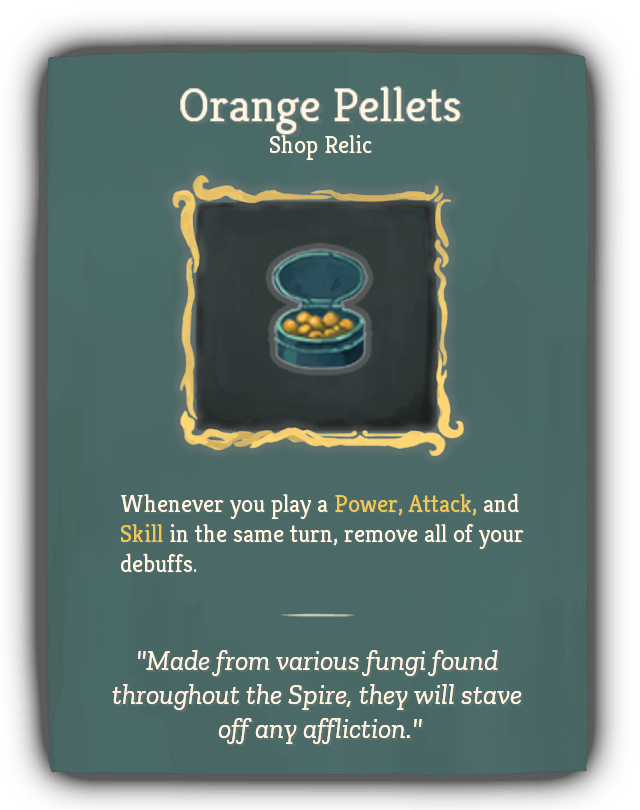 Orange Pellets
Shop Relic
Whenever you play a Power, Attack, and
Skill in the same turn, remove all of your
debuffs.
"Made from various fungi found
throughout the Spire, they will stave
off any affliction."